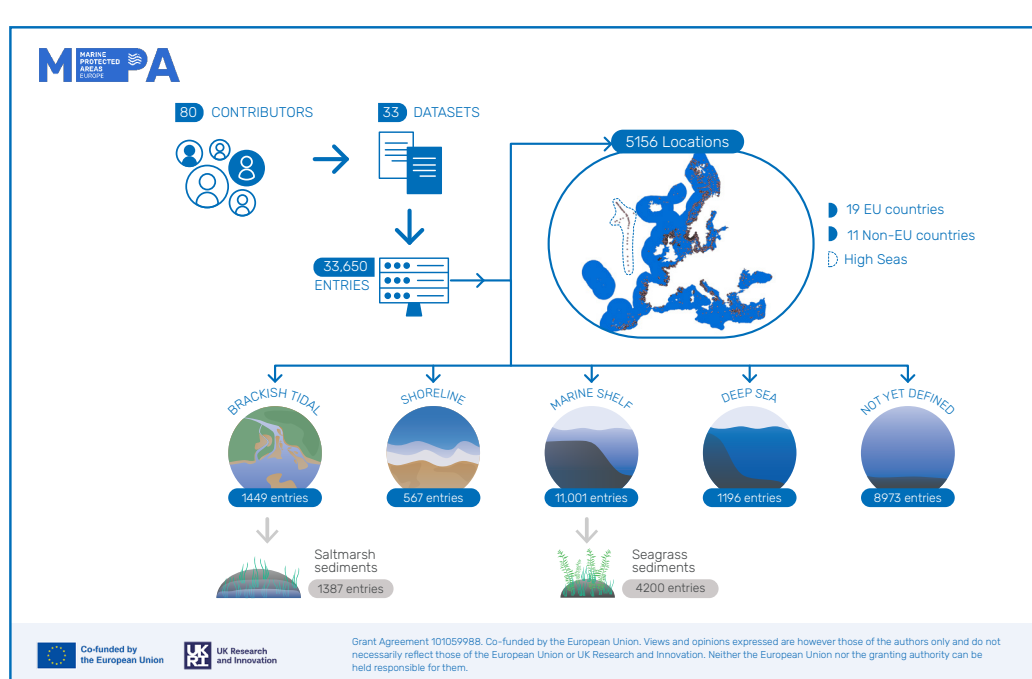 M PA
MARINE
PROTECTED
AREAS
EUROPE
80 CONTRIBUTORS
33 DATASETS
5156 Locations
19 EU countries
11 Non-EU countries
High Seas
33,650
ENTRIES
BRACKISH TIDAL
SHORELINE
MARINE SHELF
DEEP SEA
NOT YET DEFINED
1449 entries
567 entries
11,001 entries
1196 entries
8973 entries
Saltmarsh
sediments
1387 entries
Seagrass
sediments
4200 entries
Co-funded by
the European Union
UK
RI
UK Research
and Innovation
Grant Agreement 101059988. Co-funded by the European Union. Views and opinions expressed are however those of the authors only and do not
necessarily reflect those of the European Union or UK Research and Innovation. Neither the European Union nor the granting authority can be
held responsible for them.